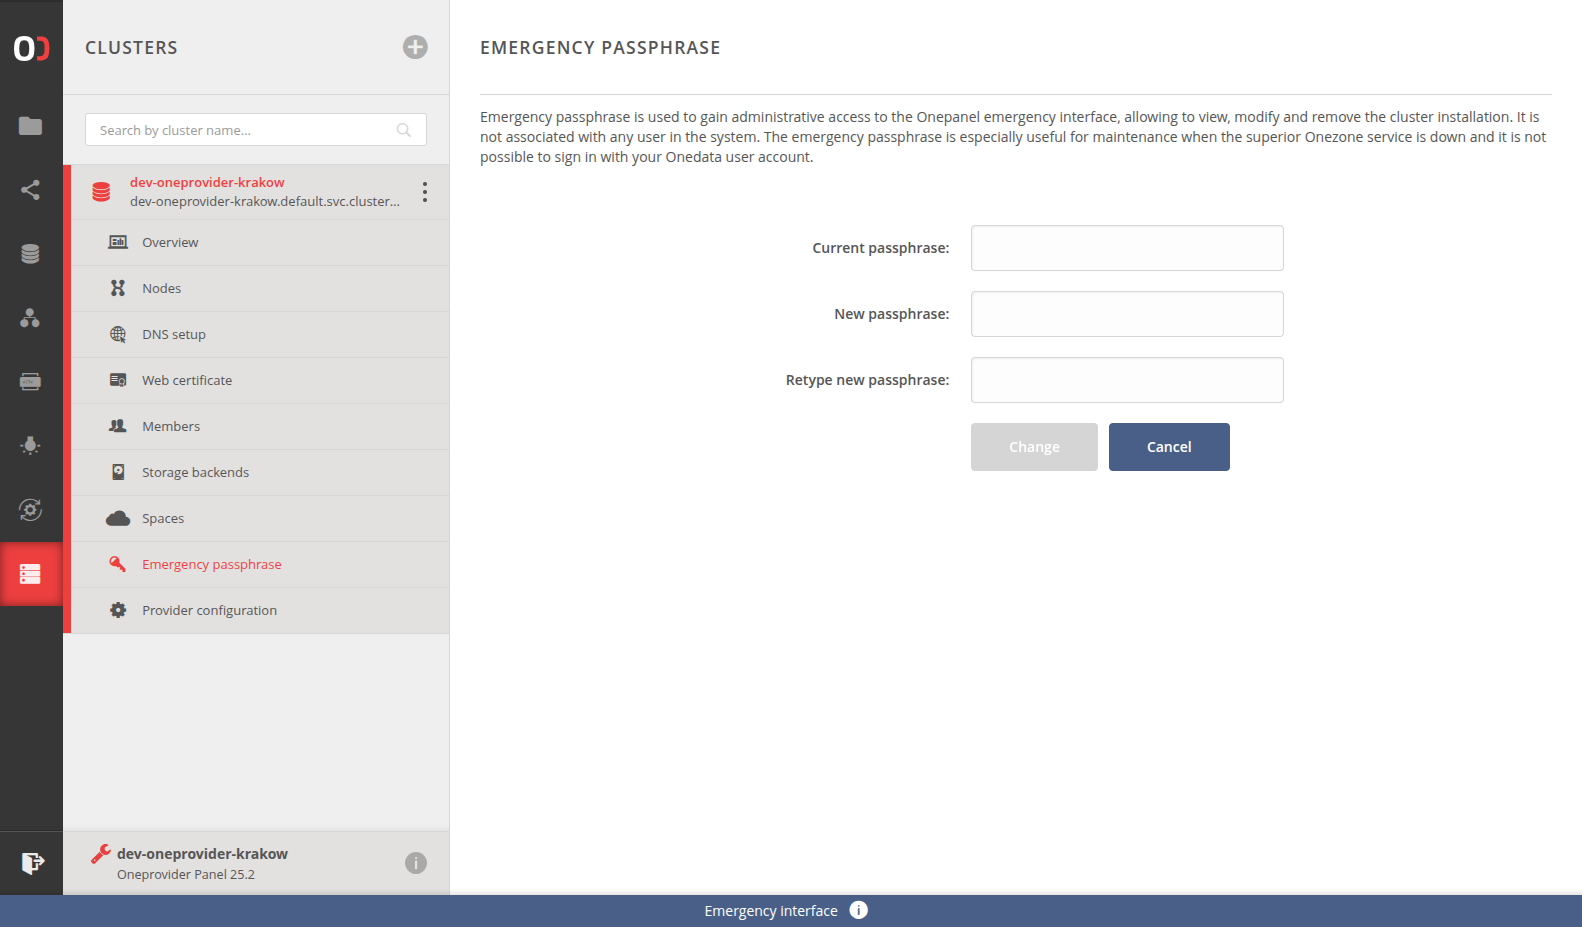 CLUSTERS
Search by cluster name...
dev-oneprovider-krakow
dev-oneprovider-krakow.default.svc.cluster...
Overview
Nodes
DNS setup
Web certificate
Members
Storage backends
Spaces
Emergency passphrase
Provider configuration
dev-oneprovider-krakow
Oneprovider Panel 25.2
EMERGENCY PASSPHRASE
Emergency passphrase is used to gain administrative access to the Onepanel emergency interface, allowing to view, modify and remove the cluster installation. It is
not associated with any user in the system. The emergency passphrase is especially useful for maintenance when the superior Onezone service is down and it is not
possible to sign in with your Onedata user account.
Current passphrase:
New passphrase:
Retype new passphrase:
Change Cancel
Emergency interface